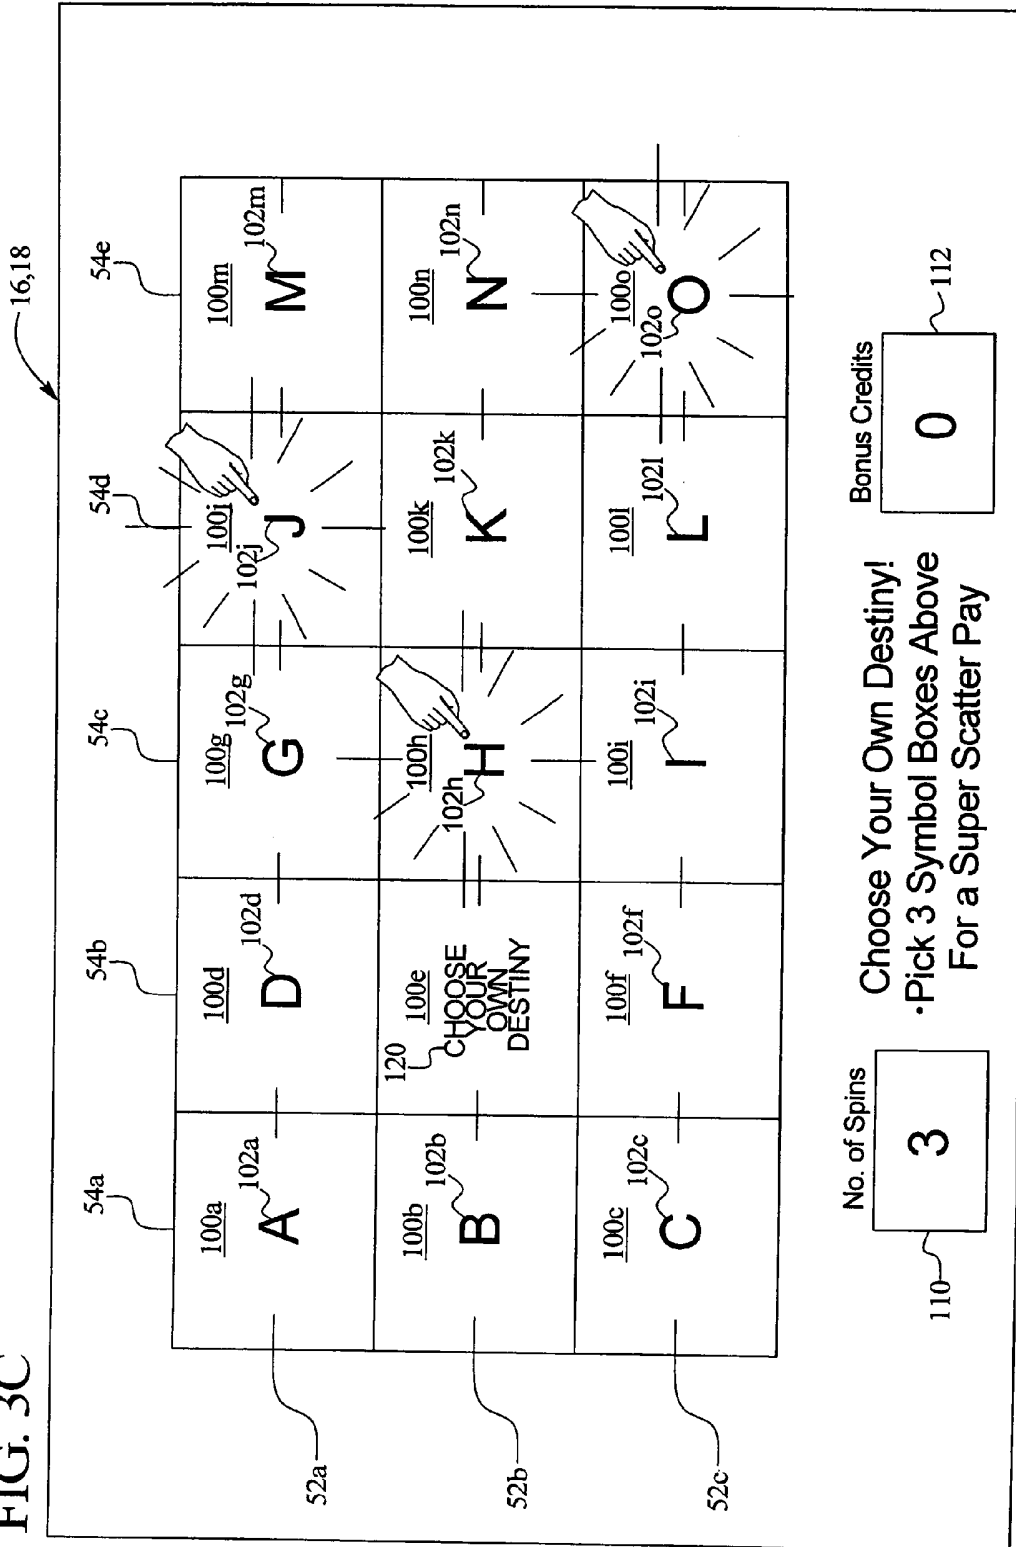 FIG. 3C
16,18
54a
54b
54c
54d
54e
52a
52b
52c
100a
102a
A
100d
102d
D
100g
102g
G
100j
102j
J
100m
102m
M
100b
102b
B
120
100e
CHOOSE
YOUR
OWN
DESTINY
100h
102h
H
100k
102k
K
100n
102n
N
100c
102c
C
100f
102f
F
100i
102i
I
100l
102l
L
100o
102o
O
No. of Spins
3
110
Choose Your Own Destiny!
·Pick 3 Symbol Boxes Above
For a Super Scatter Pay
Bonus Credits
0
112